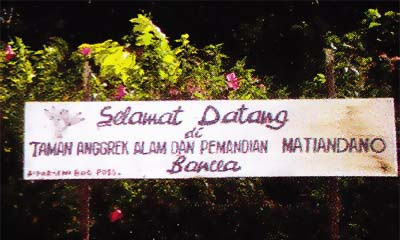 Selamat Datang
di
TAMAN ANGGREK ALAM DAN PEMANDIAN MATIANDANO
Bancea